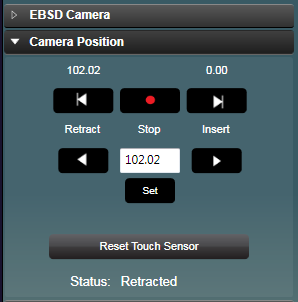 EBSD Camera
Camera Position
102.02 0.00
Retract Stop Insert
102.02
Set
Reset Touch Sensor
Status: Retracted